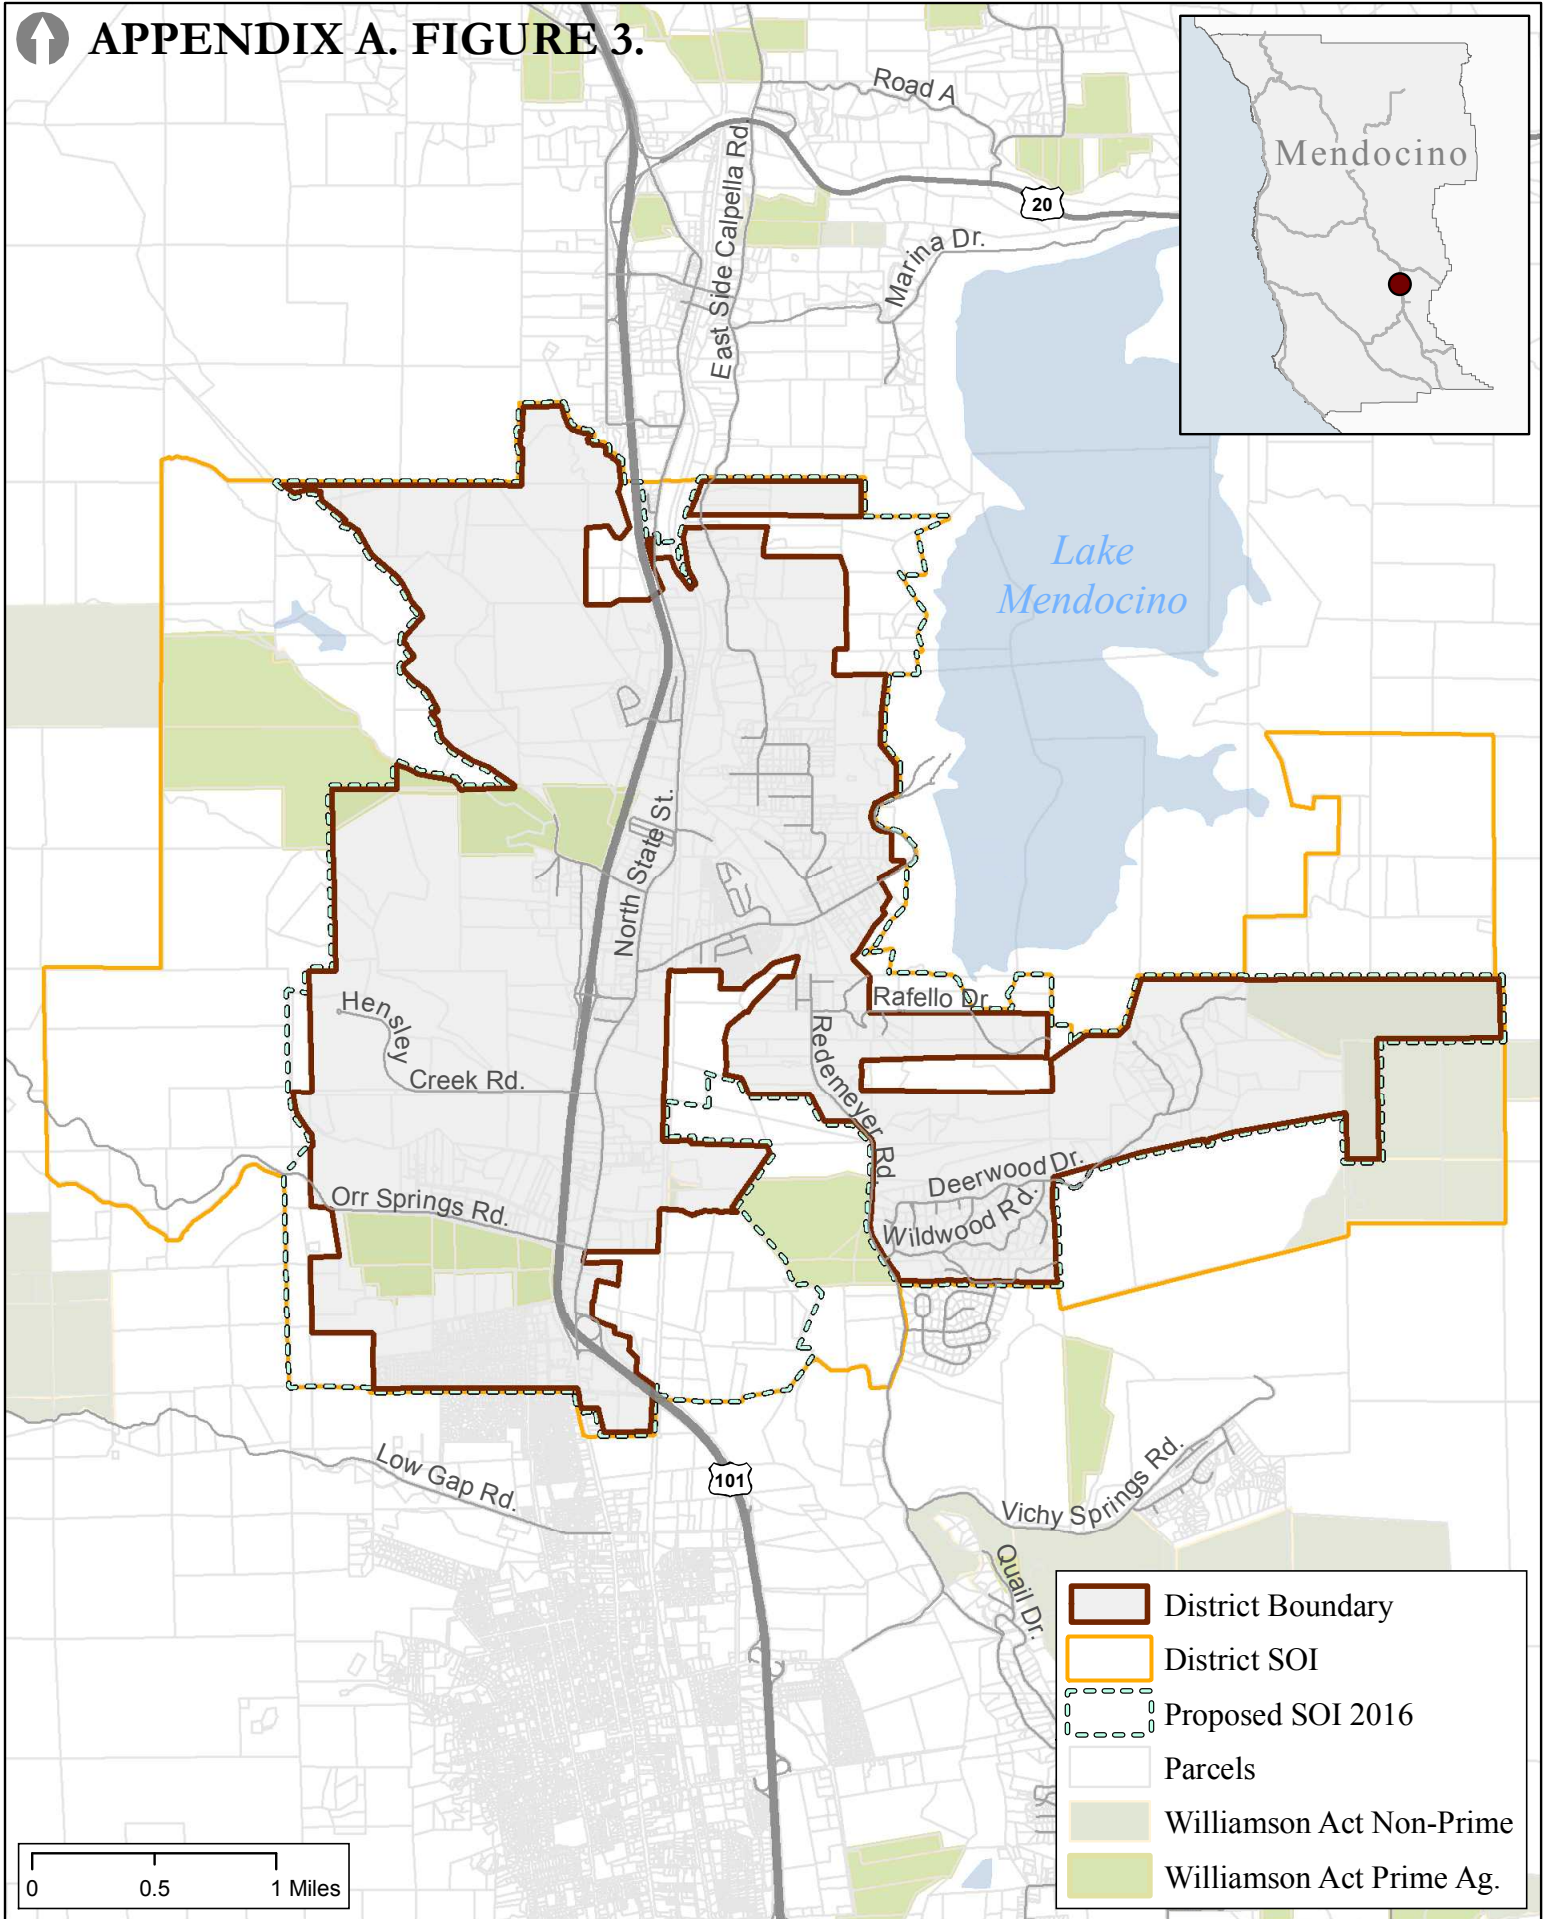 APPENDIX A. FIGURE 3.
Road A
Mendocino
20
East Side Calpella Rd
Marina Dr.
Lake
Mendocino
North State St.
Rafello Dr.
Hensley
Creek Rd.
Redemeyer Rd.
Deerwood Dr.
Wildwood Rd.
Orr Springs Rd.
Low Gap Rd.
101
Vichy Springs Rd.
Quail Dr.
District Boundary
District SOI
Proposed SOI 2016
Parcels
Williamson Act Non-Prime
Williamson Act Prime Ag.
0 0.5 1 Miles